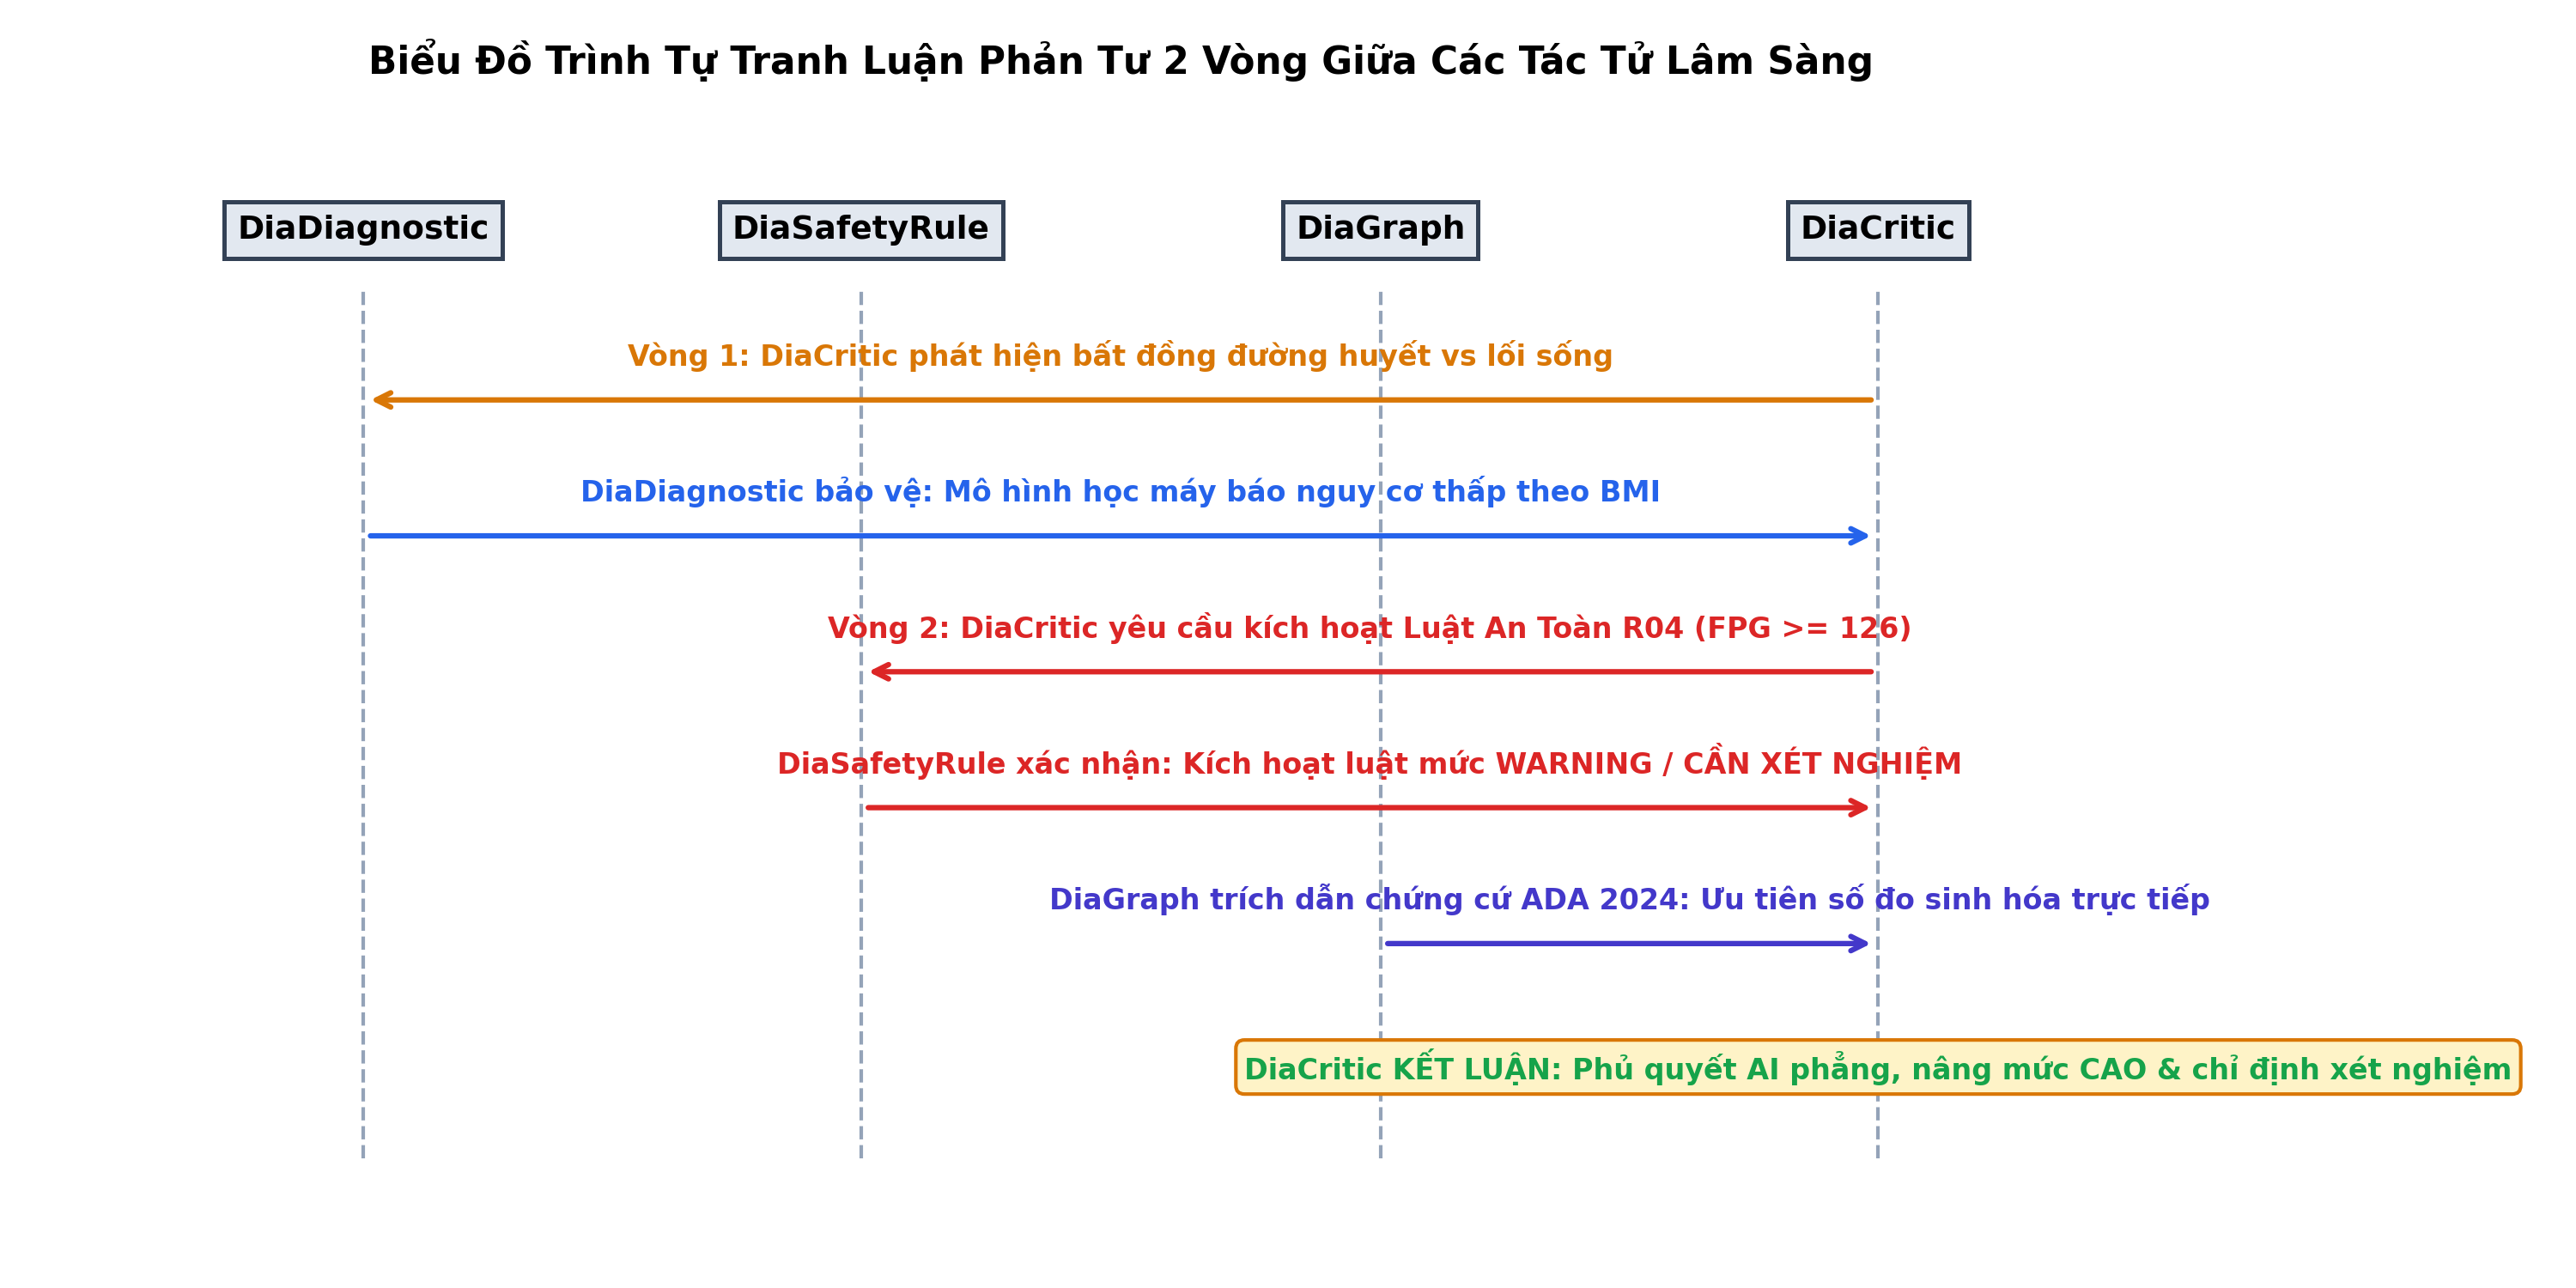 Biểu Đồ Trình Tự Tranh Luận Phản Tư 2 Vòng Giữa Các Tác Tử Lâm Sàng
DiaDiagnostic
DiaSafetyRule
DiaGraph
DiaCritic
Vòng 1: DiaCritic phát hiện bất đồng đường huyết vs lối sống
DiaDiagnostic bảo vệ: Mô hình học máy báo nguy cơ thấp theo BMI
Vòng 2: DiaCritic yêu cầu kích hoạt Luật An Toàn R04 (FPG >= 126)
DiaSafetyRule xác nhận: Kích hoạt luật mức WARNING / CẦN XÉT NGHIỆM
DiaGraph trích dẫn chứng cứ ADA 2024: Ưu tiên số đo sinh hóa trực tiếp
DiaCritic KẾT LUẬN: Phủ quyết AI phẳng, nâng mức CAO & chỉ định xét nghiệm